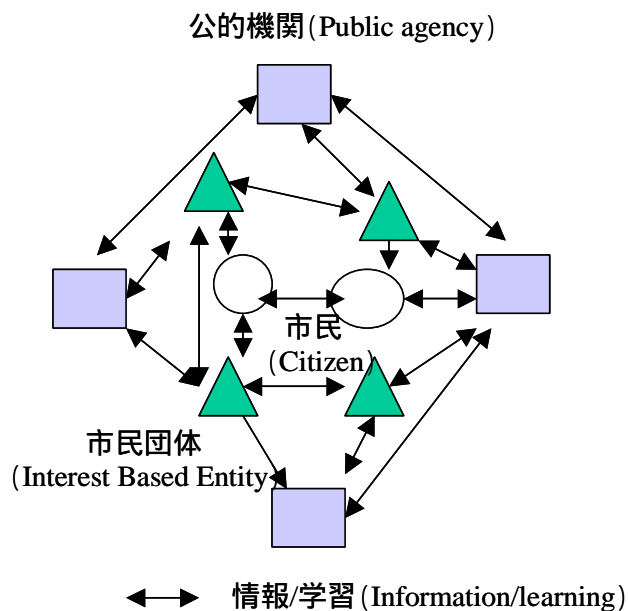 公的機関(Public agency)
市民
(Citizen)
市民団体
(Interest Based Entity
情報/学習(Information/learning)